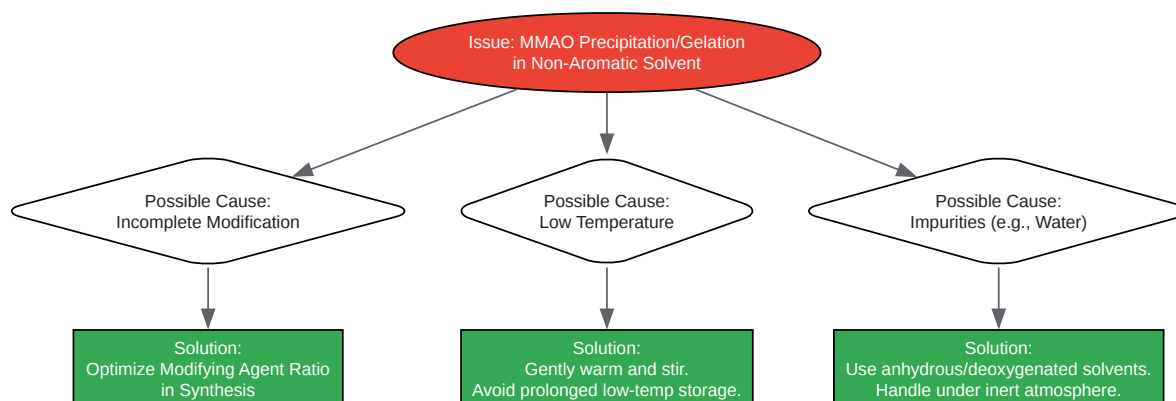 Issue: MMAO Precipitation/Gelation
in Non-Aromatic Solvent
Possible Cause:
Incomplete Modification
Possible Cause:
Low Temperature
Possible Cause:
Impurities (e.g., Water)
Solution:
Optimize Modifying Agent Ratio
in Synthesis
Solution:
Gently warm and stir.
Avoid prolonged low-temp storage.
Solution:
Use anhydrous/deoxygenated solvents.
Handle under inert atmosphere.